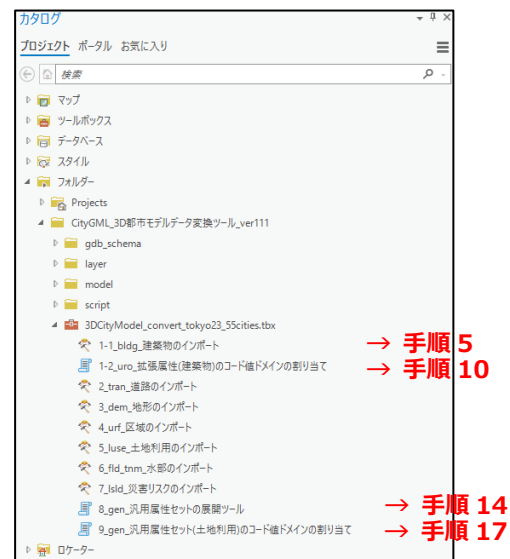 カタログ
プロジェクト ポータル お気に入り
検索
マップ
ツールボックス
データベース
スタイル
フォルダー
Projects
CityGML_3D都市モデルデータ変換ツール_ver111
gdb_schema
layer
model
script
3DCityModel_convert_tokyo23_55cities.tbx
1-1_bldg_建築物のインポート → 手順 5
1-2_uro_拡張属性(建築物)のコード値ドメインの割り当て → 手順 10
2_tran_道路のインポート
3_dem_地形のインポート
4_urf_区域のインポート
5_luse_土地利用のインポート
6_fld_tnm_水部のインポート
7_lsld_災害リスクのインポート
8_gen_汎用属性セットの展開ツール → 手順 14
9_gen_汎用属性セット(土地利用)のコード値ドメインの割り当て → 手順 17
ロケーター